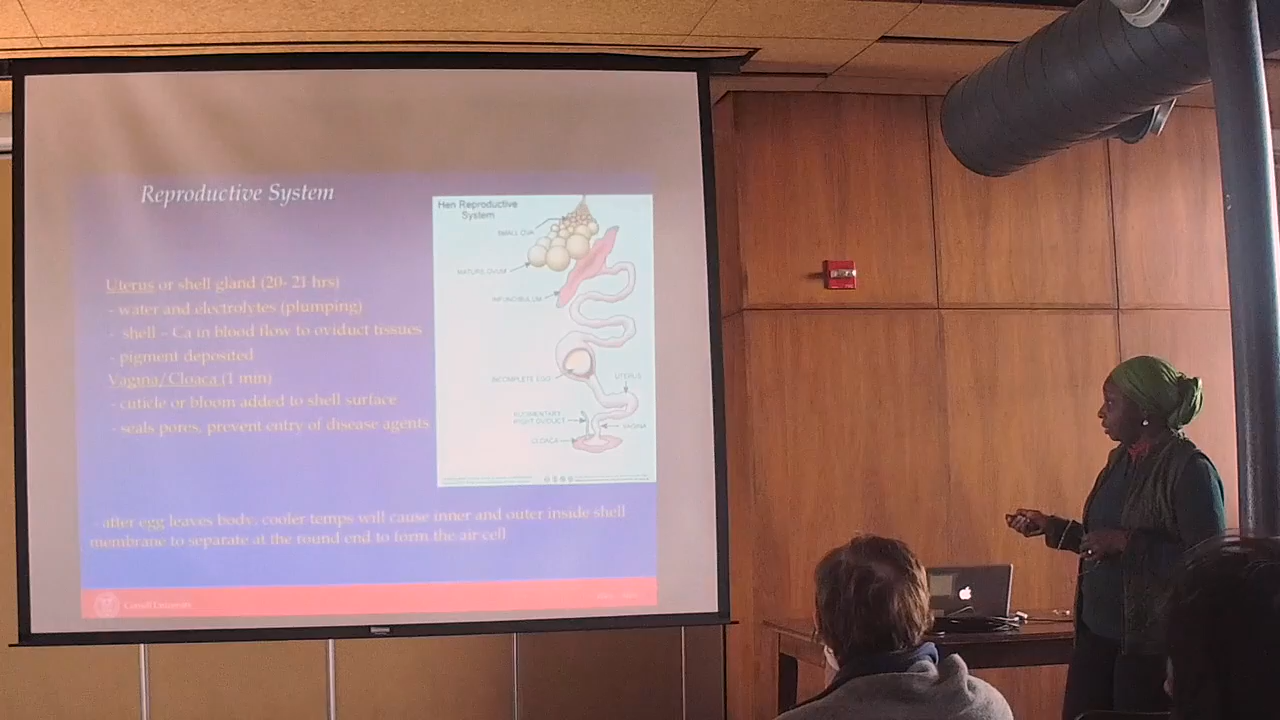 Reproductive System
Uterus or shell gland (20- 21 hrs)
- water and electrolytes (plumping)
- shell – Ca in blood flow to oviduct tissues
- pigment deposited
Vagina/Cloaca (1 min)
- cuticle or bloom added to shell surface
- seals pores, prevent entry of disease agents
- after egg leaves body, cooler temps will cause inner and outer inside shell
membrane to separate at the round end to form the air cell
Hen Reproductive
System
SMALL OVA
MATURE OVUM
INFUNDIBULUM
INCOMPLETE EGG
UTERUS
RUDIMENTARY
RIGHT OVIDUCT
VAGINA
CLOACA
Cornell University